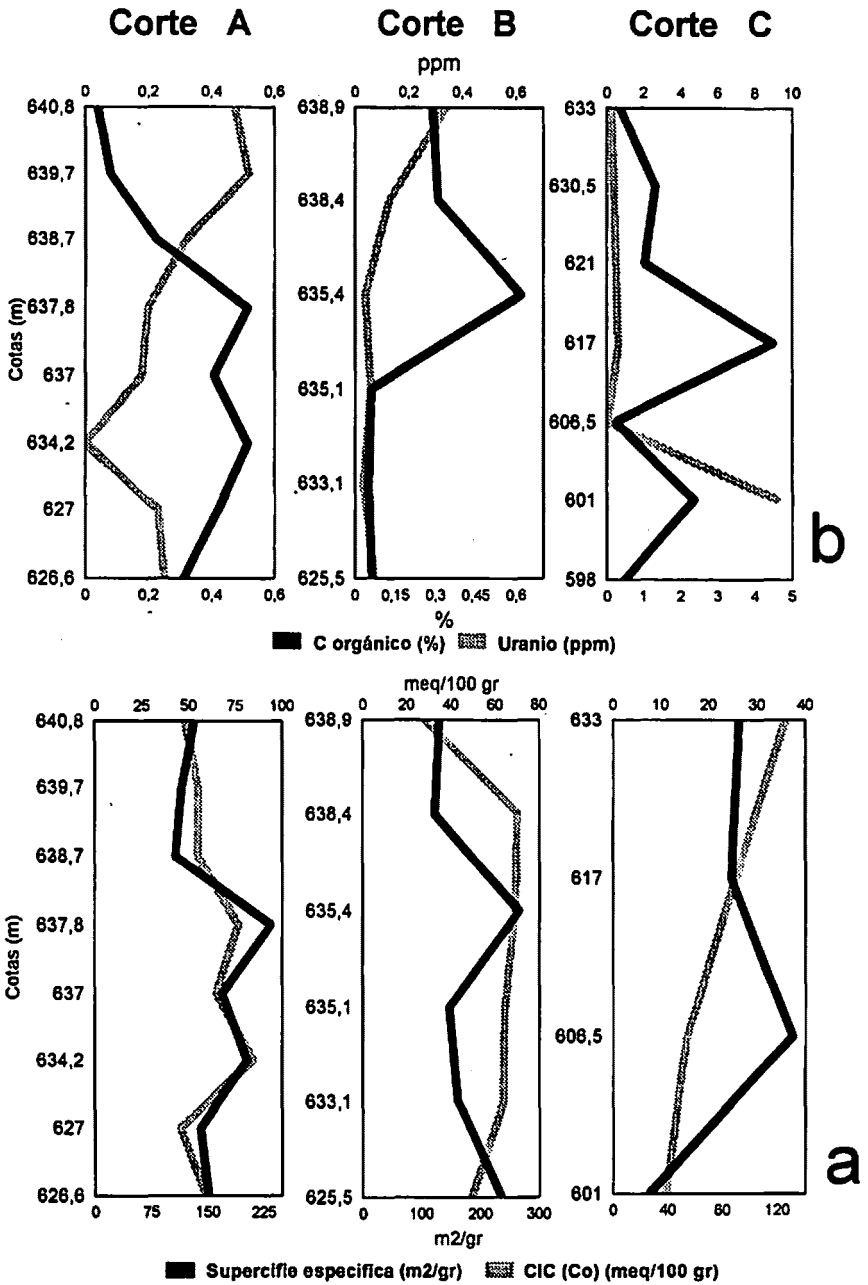 Corte A Corte B Corte C
ppm
0 0,2 0,4 0,6 0 0,2 0,4 0,6 0,8 0 2 4 6 8 10
640,8 638,9 633
639,7 638,4 630,5
638,7 635,4 621
637,8 635,1 617
637 633,1 606,5
634,2 625,5 601
627 598
626,6
Cotas (m)
0 0,2 0,4 0,6 0 0,15 0,3 0,45 0,6 0 1 2 3 4 5
%
b
C orgánico (%) Uranio (ppm)
meq/100 gr
0 25 50 75 100 0 20 40 60 80 0 10 20 30 40
640,8 638,9 633
639,7 638,4 617
638,7 635,4 606,5
637,8 635,1 601
637 633,1
634,2 625,5
627
626,6
Cotas (m)
0 75 150 225 0 100 200 300 0 40 80 120
m2/gr
a
Supercifie especifica (m2/gr) CIC (Co) (meq/100 gr)